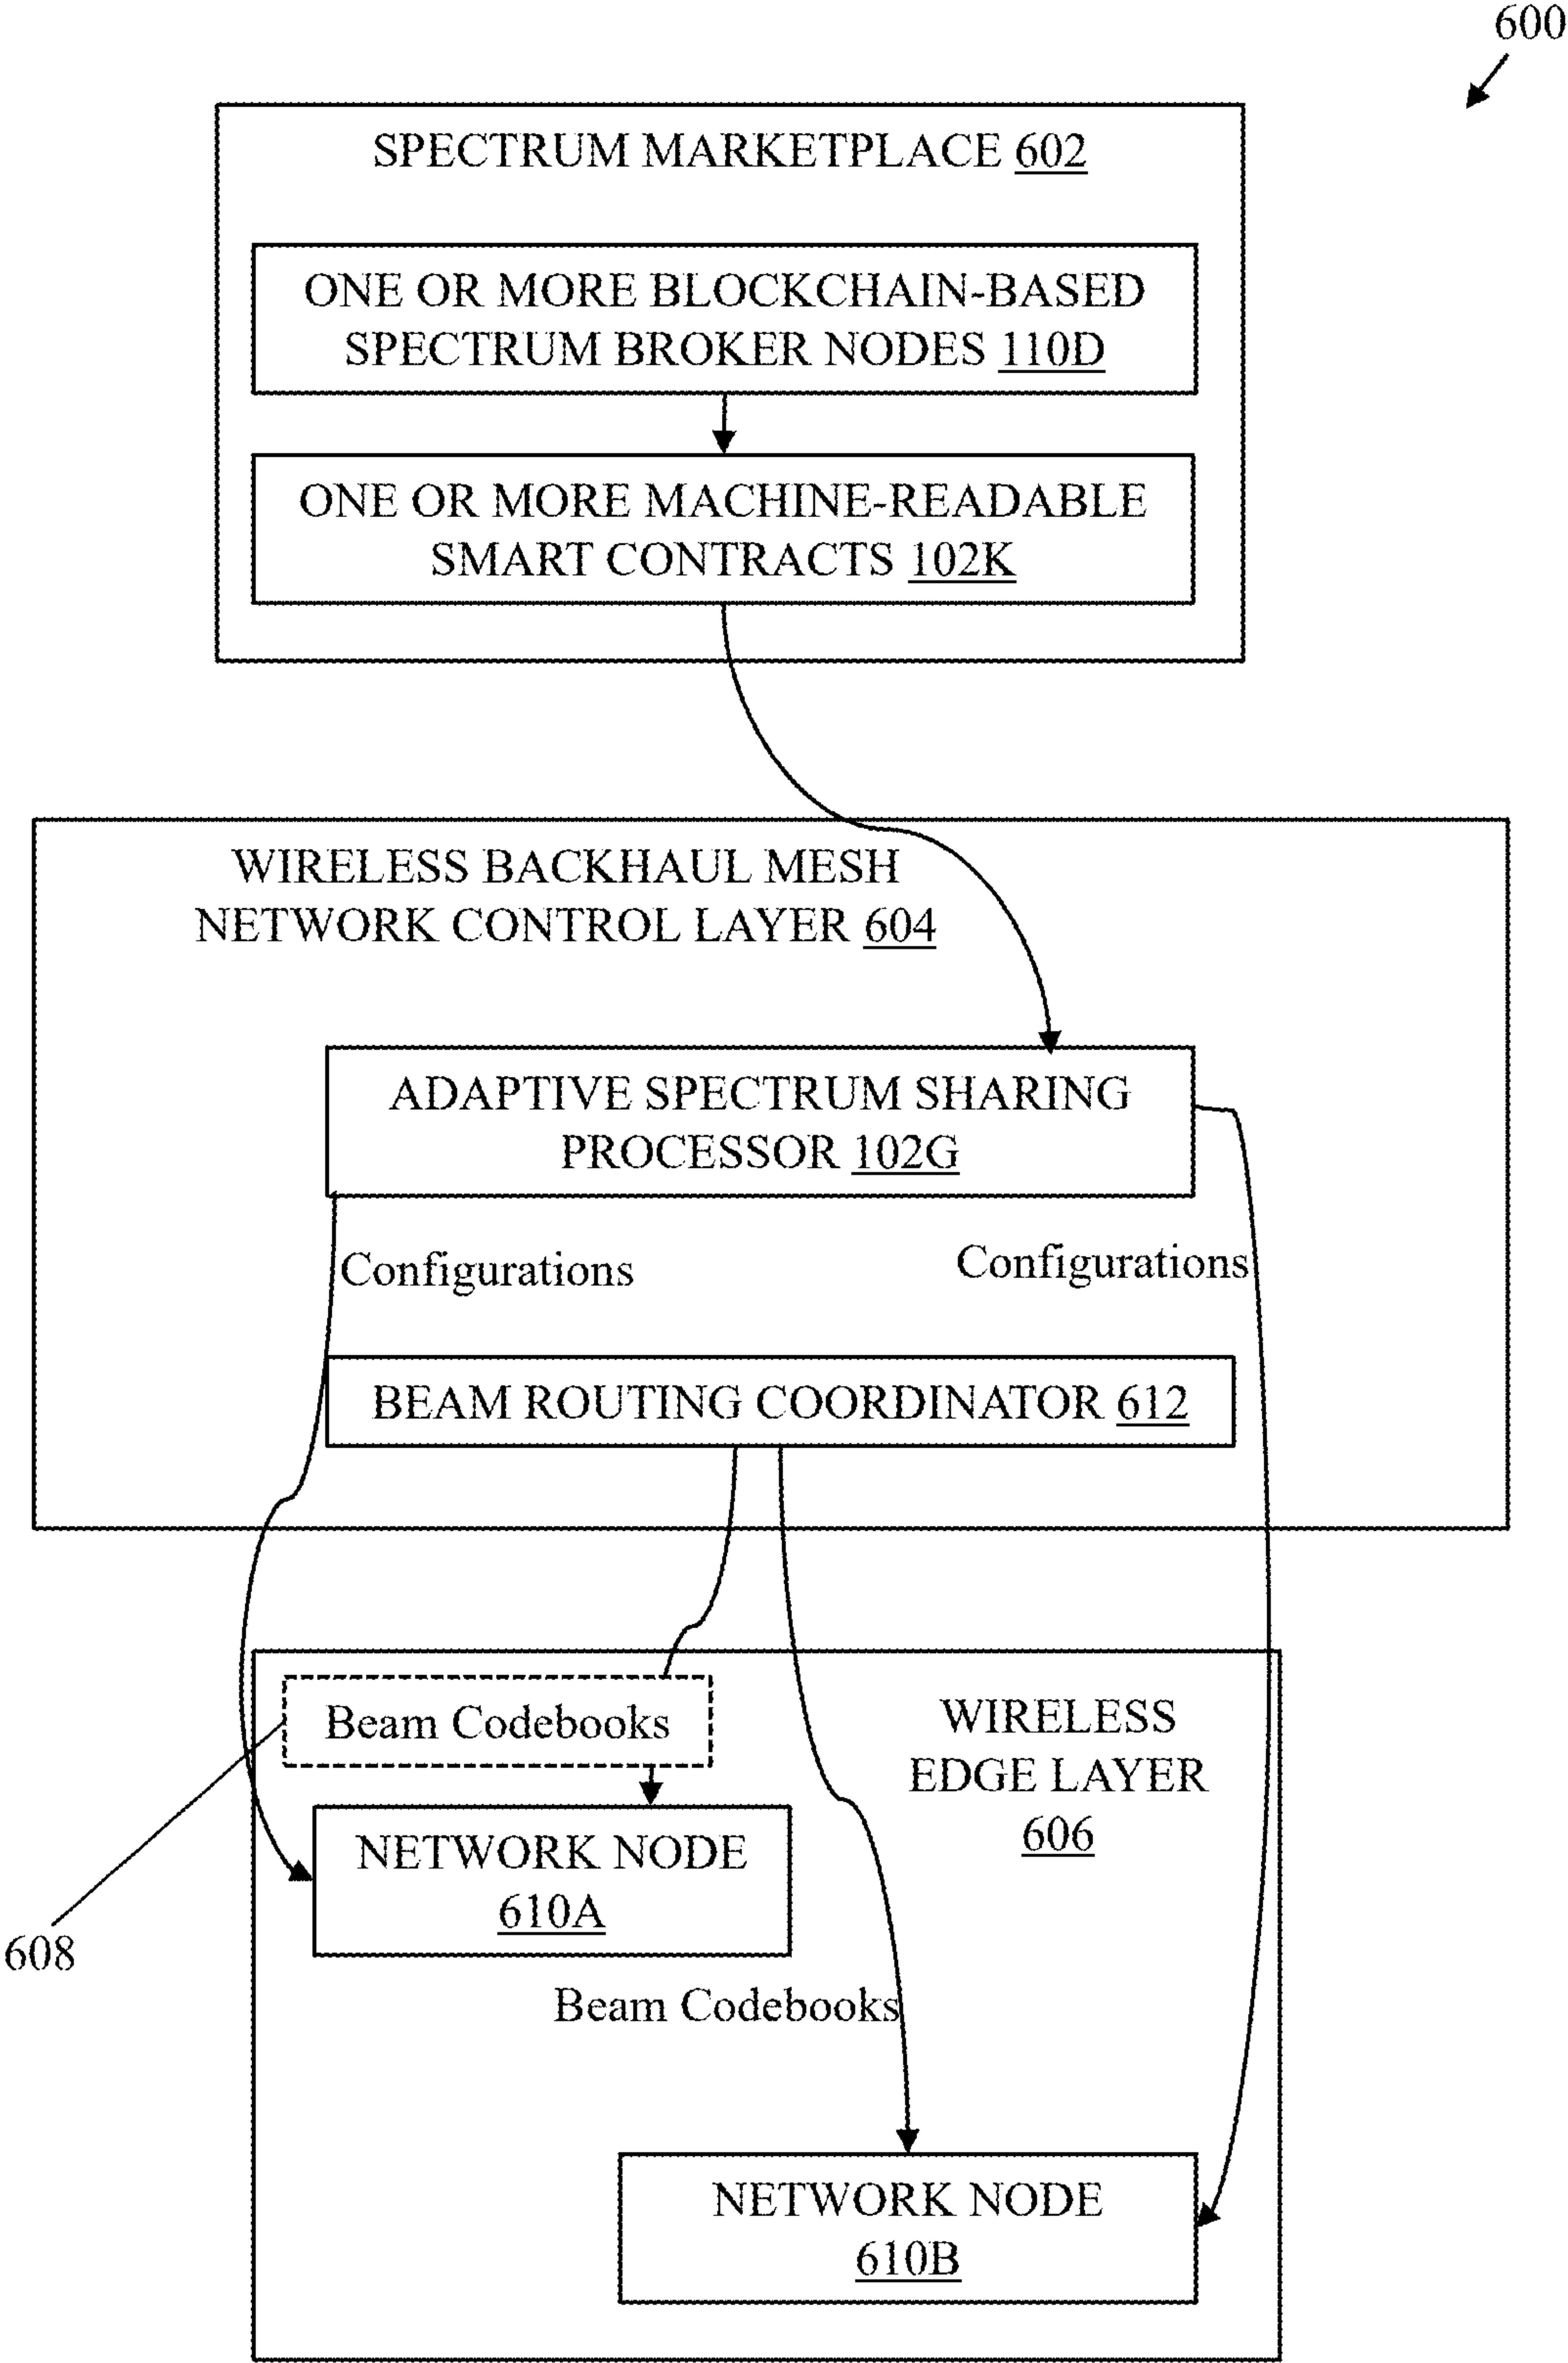 600
SPECTRUM MARKETPLACE 602
ONE OR MORE BLOCKCHAIN-BASED
SPECTRUM BROKER NODES 110D
ONE OR MORE MACHINE-READABLE
SMART CONTRACTS 102K
WIRELESS BACKHAUL MESH
NETWORK CONTROL LAYER 604
ADAPTIVE SPECTRUM SHARING
PROCESSOR 102G
Configurations
Configurations
BEAM ROUTING COORDINATOR 612
Beam Codebooks
WIRELESS
EDGE LAYER
606
NETWORK NODE
610A
608
Beam Codebooks
NETWORK NODE
610B